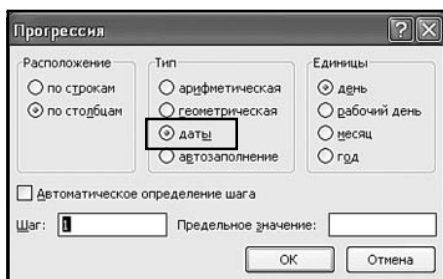 Прогрессия
Расположение
по строкам
по столбцам
Тип
арифметическая
геометрическая
даты
автозаполнение
Единицы
день
рабочий день
месяц
год
Автоматическое определение шага
Шаг: 1
Предельное значение:
ОК
Отмена